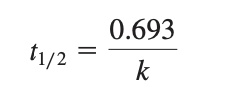 t1/2 = 0.693/k